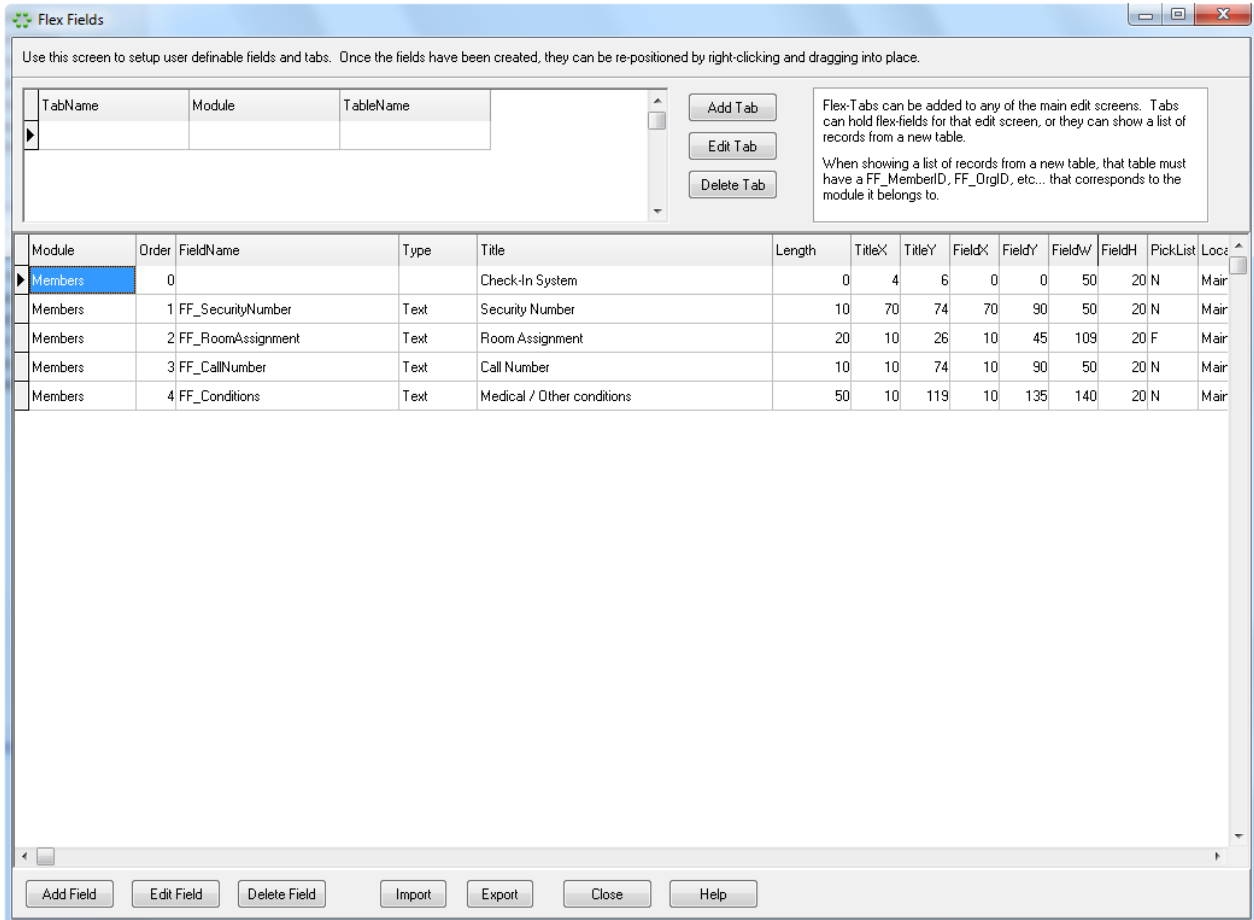 Flex Fields
Use this screen to setup user definable fields and tabs. Once the fields have been created, they can be re-positioned by right-clicking and dragging into place.
TabName Module TableName
Add Tab
Edit Tab
Delete Tab
Flex-Tabs can be added to any of the main edit screens. Tabs
can hold flex-fields for that edit screen, or they can show a list of
records from a new table.
When showing a list of records from a new table, that table must
have a FF_MemberID, FF_OrgID, etc... that corresponds to the
module it belongs to.
Module Order FieldName Type Title Length TitleX TitleY FieldX FieldY FieldW FieldH PickList Loca
Members 0 Check-In System 0 4 6 0 0 50 20 N Main
Members 1 FF_SecurityNumber Text Security Number 10 70 74 70 90 50 20 N Main
Members 2 FF_RoomAssignment Text Room Assignment 20 10 26 10 45 109 20 F Main
Members 3 FF_CallNumber Text Call Number 10 10 74 10 90 50 20 N Main
Members 4 FF_Conditions Text Medical / Other conditions 50 10 119 10 135 140 20 N Main
Add Field Edit Field Delete Field Import Export Close Help